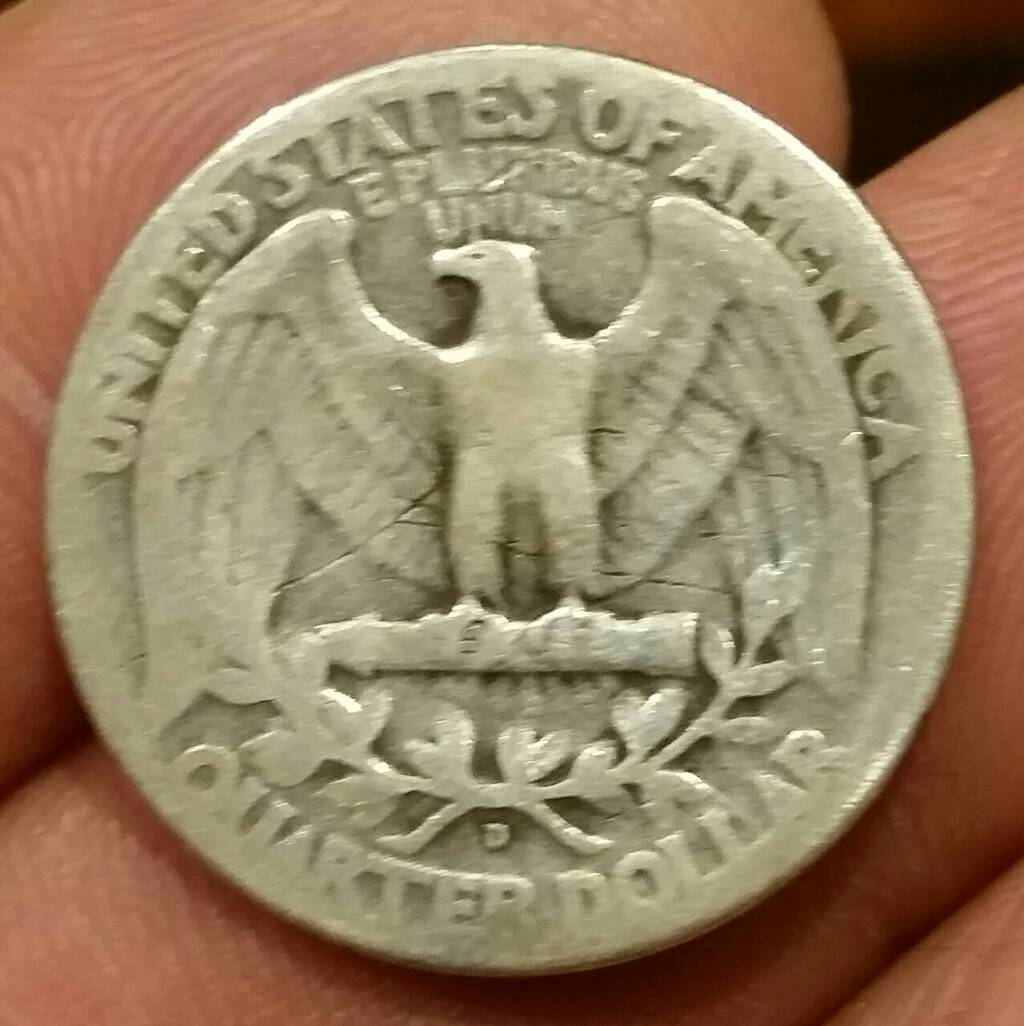 UNITED STATES OF AMERICA
E PLURIBUS
UNUM
D
QUARTER DOLLAR